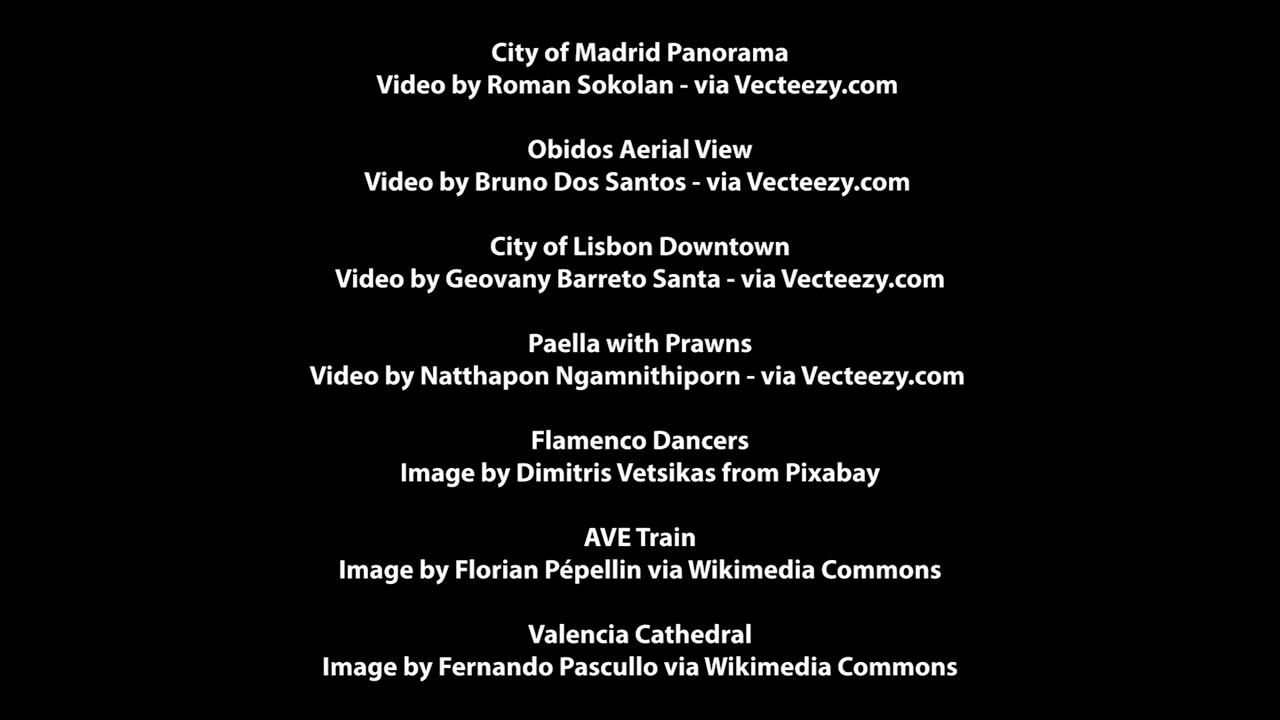 City of Madrid Panorama
Video by Roman Sokolan - via Vecteezy.com
Obidos Aerial View
Video by Bruno Dos Santos - via Vecteezy.com
City of Lisbon Downtown
Video by Geovany Barreto Santa - via Vecteezy.com
Paella with Prawns
Video by Natthapon Ngamnithiporn - via Vecteezy.com
Flamenco Dancers
Image by Dimitris Vetsikas from Pixabay
AVE Train
Image by Florian Pépellin via Wikimedia Commons
Valencia Cathedral
Image by Fernando Pascullo via Wikimedia Commons